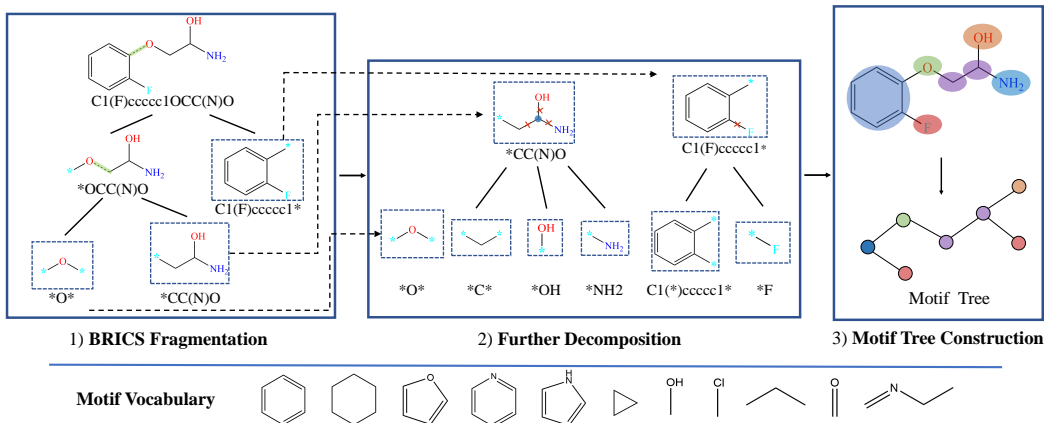 OH
O
NH2
F
C1(F)ccccc1OCC(N)O
* O OH NH2
*OCC(N)O
* F
C1(F)ccccc1*
* O *
*O*
* OH NH2
*CC(N)O
1) BRICS Fragmentation
* OH NH2
*CC(N)O
* F
C1(F)ccccc1*
* O *
* *
OH *
* NH2
* *
* F
*O*
*C*
*OH
*NH2
C1(*)ccccc1*
*F
2) Further Decomposition
OH
O
NH2
F
Motif Tree
3) Motif Tree Construction
Motif Vocabulary
O
N
H
N
OH
Cl
O
N